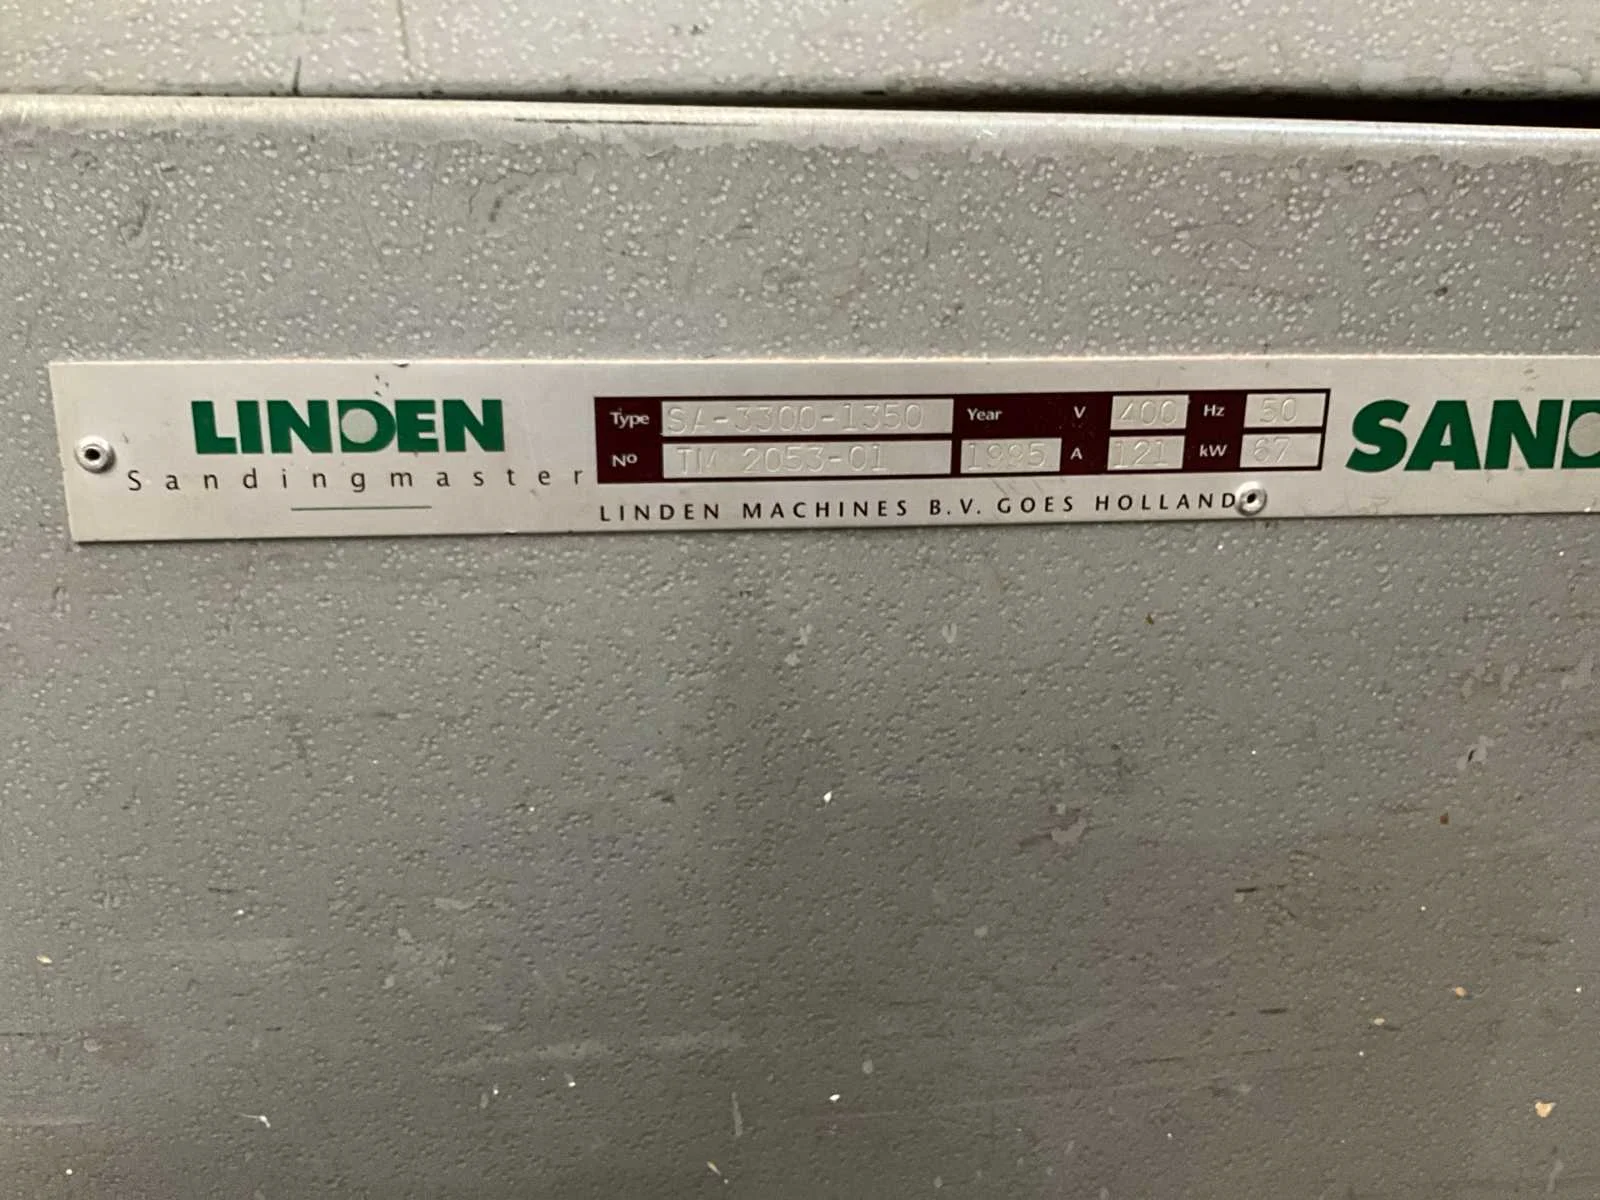 LINDEN
Sandingmaster
Type SA-3300-1350 Year V 400 Hz 50
No TM 2053-01 1995 A 121 kW 67
LINDEN MACHINES B.V. GOES HOLLAND
SAND